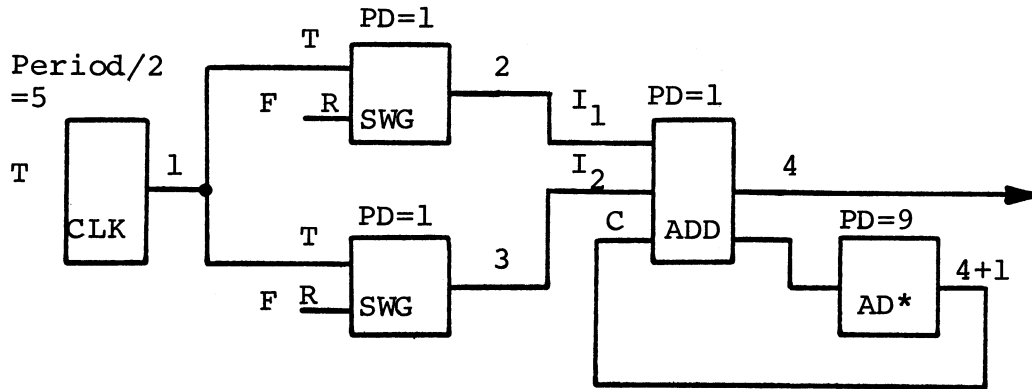 PD=1
T
Period/2
=5
2
F R
SWG
I1
PD=1
T
1
I2
4
CLK
PD=1
C
ADD
PD=9
T
3
4+1
F R
SWG
AD*